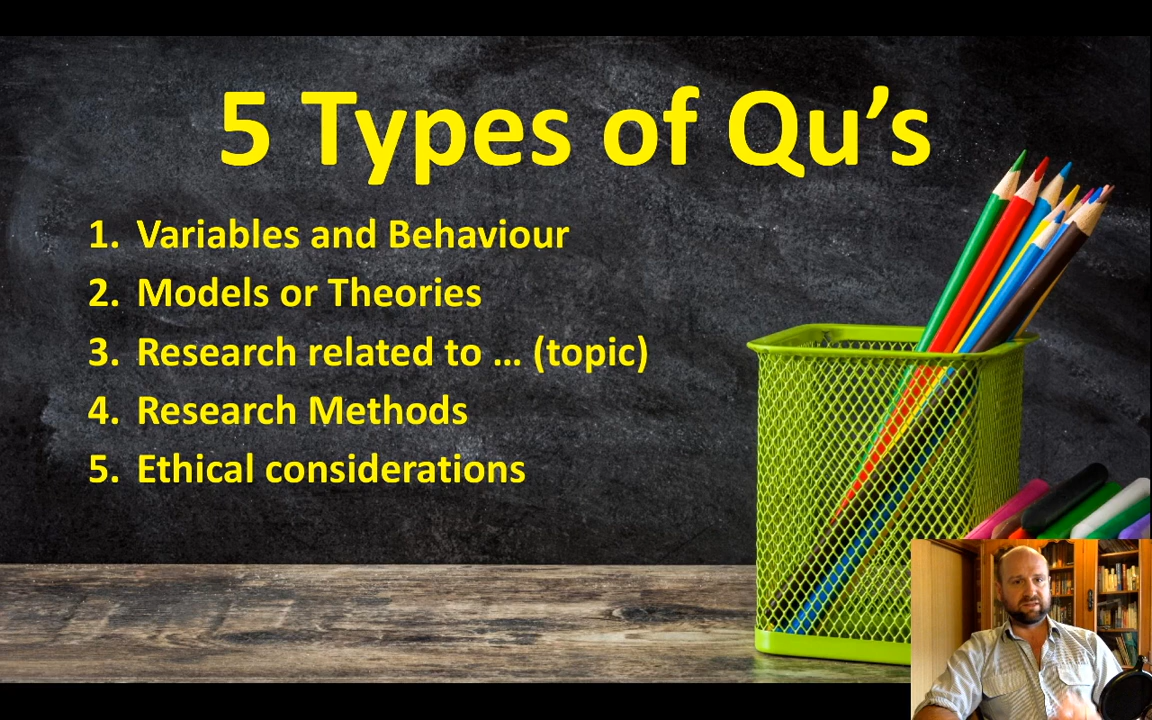 5 Types of Qu’s
1. Variables and Behaviour
2. Models or Theories
3. Research related to … (topic)
4. Research Methods
5. Ethical considerations